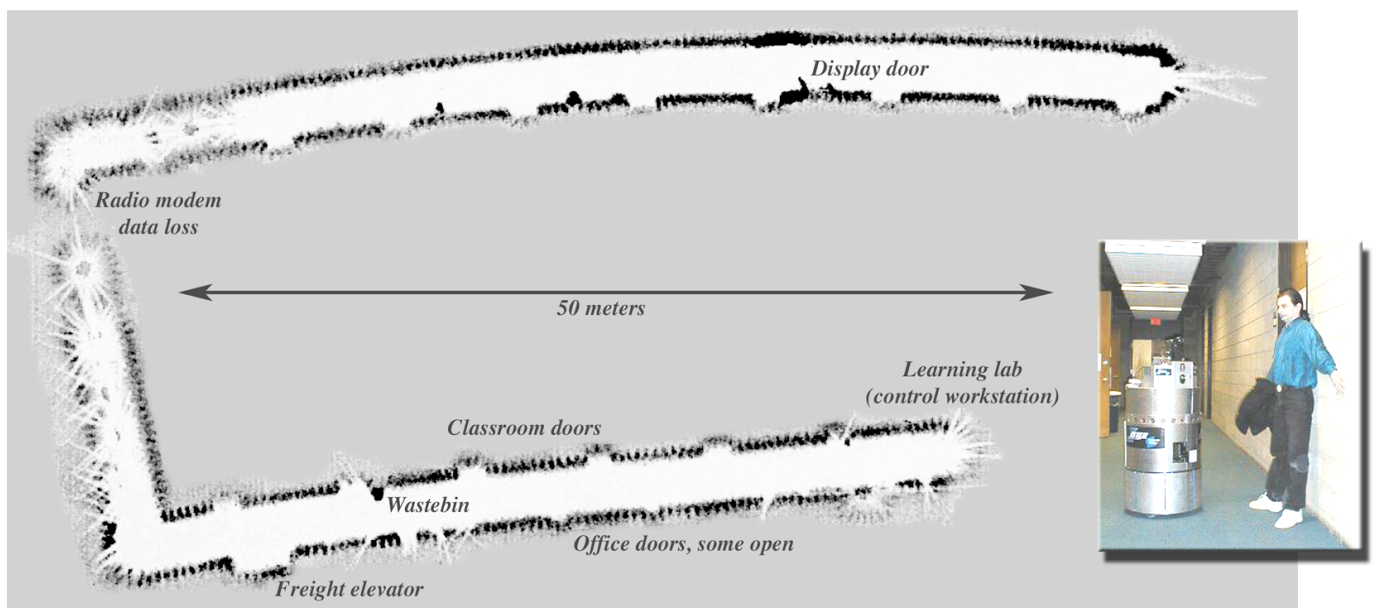 Display door
Radio modem
data loss
50 meters
Learning lab
(control workstation)
Classroom doors
Wastebin
Office doors, some open
Freight elevator